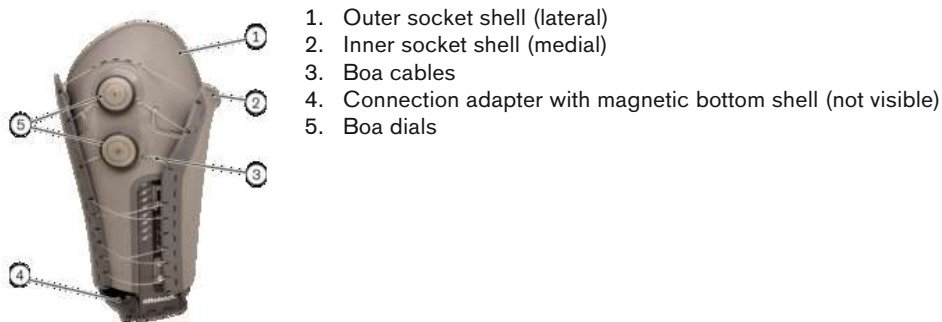 1. Outer socket shell (lateral)
2. Inner socket shell (medial)
3. Boa cables
4. Connection adapter with magnetic bottom shell (not visible)
5. Boa dials
1
2
5
3
4
ottobock.